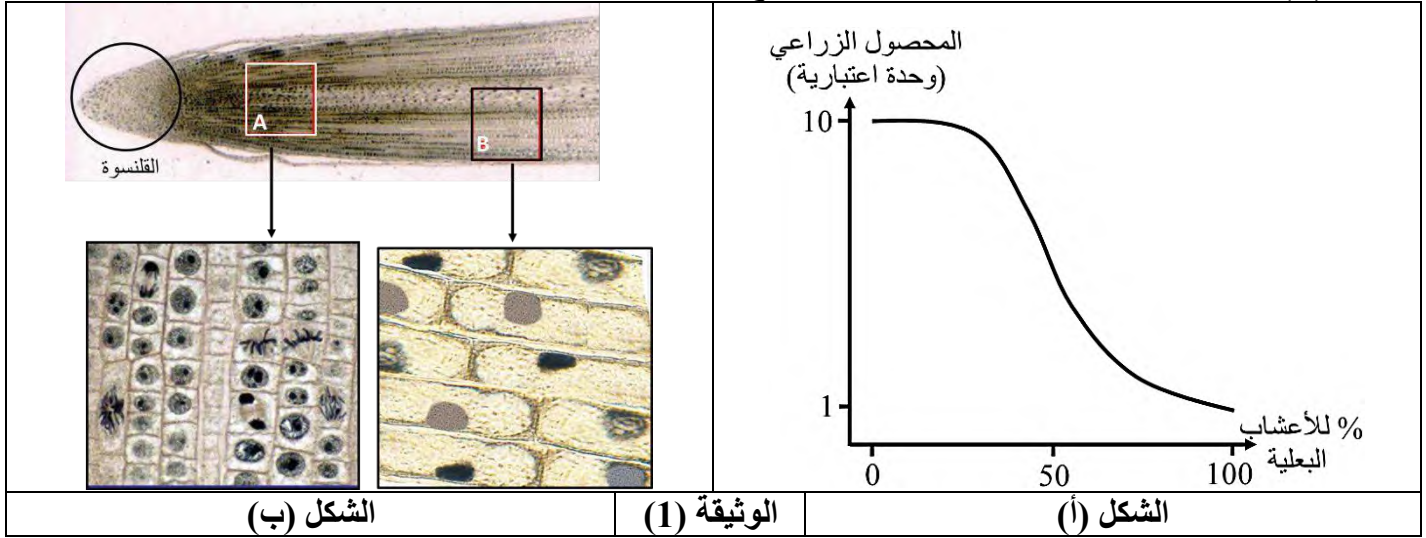 المحصول الزراعي
(وحدة اعتبارية)
10
1
0
50
100
% للأعشاب
البعلية
A
B
القلنسوة
الشكل (أ)
الوثيقة (1)
الشكل (ب)